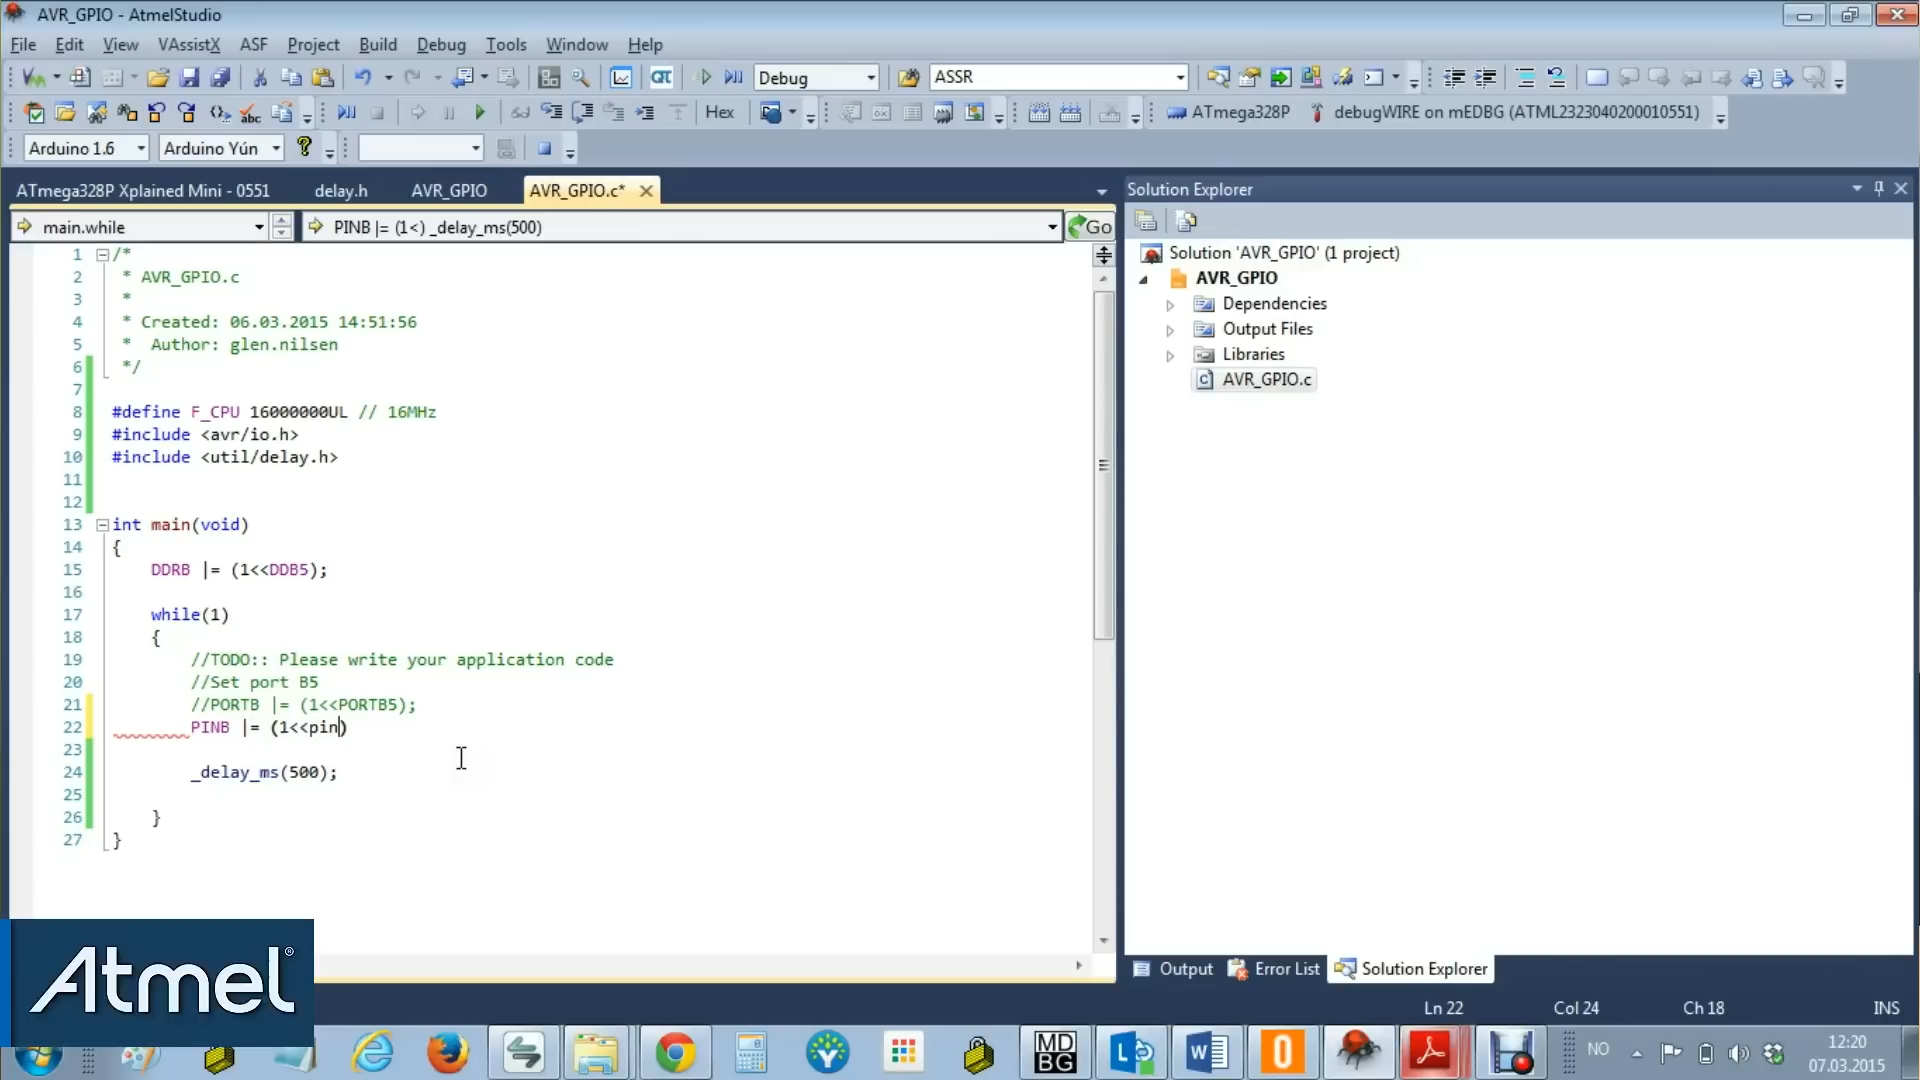 AVR_GPIO - AtmelStudio
File Edit View VAssistX ASF Project Build Debug Tools Window Help
Debug ASSR
Hex ATmega328P debugWIRE on mEDBG (ATML2323040200010551)
Arduino 1.6 Arduino Yún
ATmega328P Xplained Mini - 0551 delay.h AVR_GPIO AVR_GPIO.c*
main.while PINB |= (1<) _delay_ms(500) Go
1 /*
2 * AVR_GPIO.c
3 *
4 * Created: 06.03.2015 14:51:56
5 * Author: glen.nilsen
6 */
7
8 #define F_CPU 16000000UL // 16MHz
9 #include <avr/io.h>
10 #include <util/delay.h>
11
12
13 int main(void)
14 {
15 DDRB |= (1<<DDB5);
16
17 while(1)
18 {
19 //TODO:: Please write your application code
20 //Set port B5
21 //PORTB |= (1<<PORTB5);
22 PINB |= (1<<pin)
23
24 _delay_ms(500);
25
26 }
27 }
Solution Explorer
Solution 'AVR_GPIO' (1 project)
AVR_GPIO
Dependencies
Output Files
Libraries
AVR_GPIO.c
Output Error List Solution Explorer
Ln 22 Col 24 Ch 18 INS
Atmel®
MD
BG
NO
12:20
07.03.2015